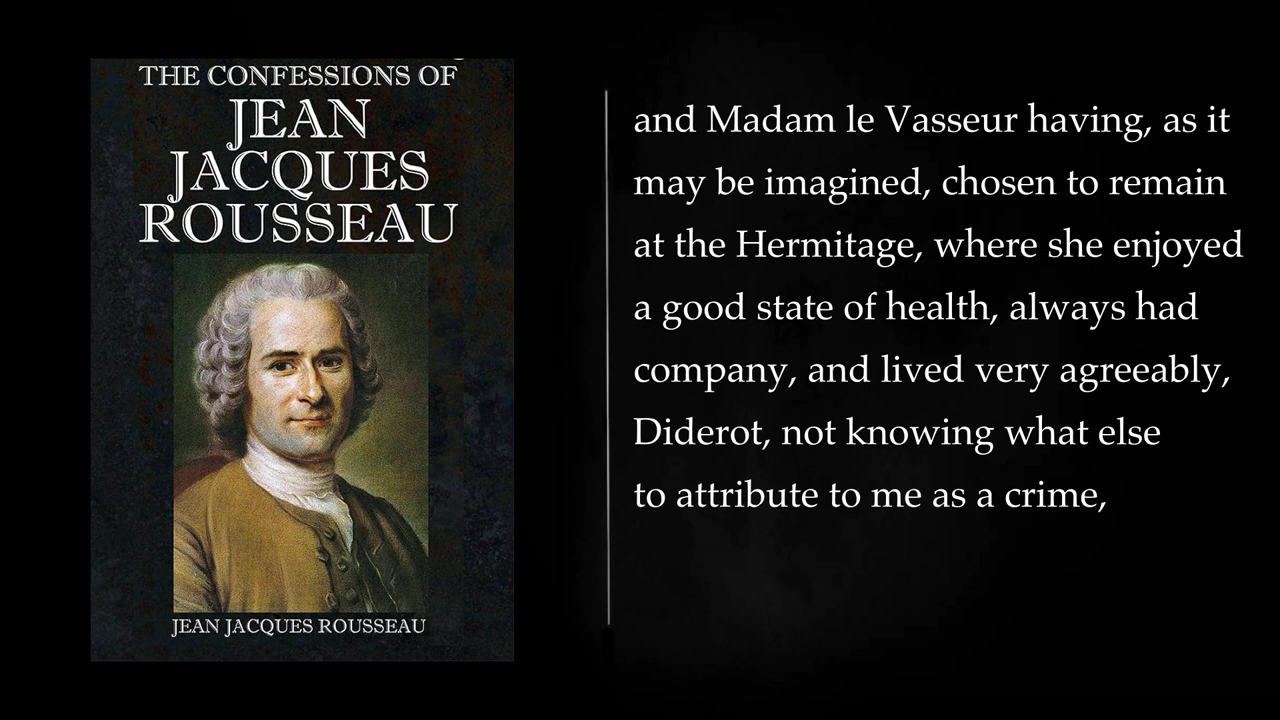 THE CONFESSIONS OF
JEAN
JACQUES
ROUSSEAU
JEAN JACQUES ROUSSEAU
and Madam le Vasseur having, as it
may be imagined, chosen to remain
at the Hermitage, where she enjoyed
a good state of health, always had
company, and lived very agreeably,
Diderot, not knowing what else
to attribute to me as a crime,